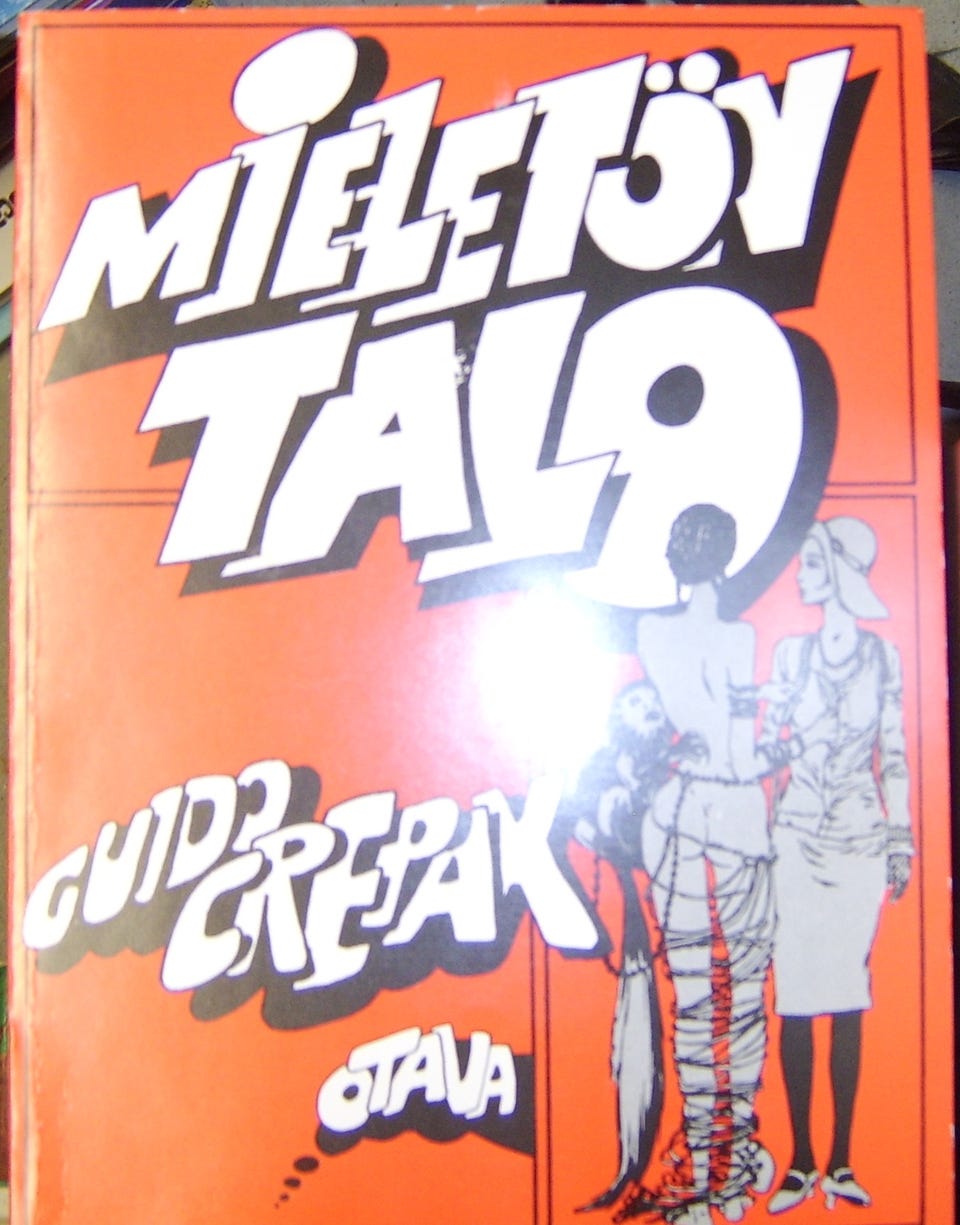 MIELETÖN
TALO
GUIDO
CREPAX
OTAVA